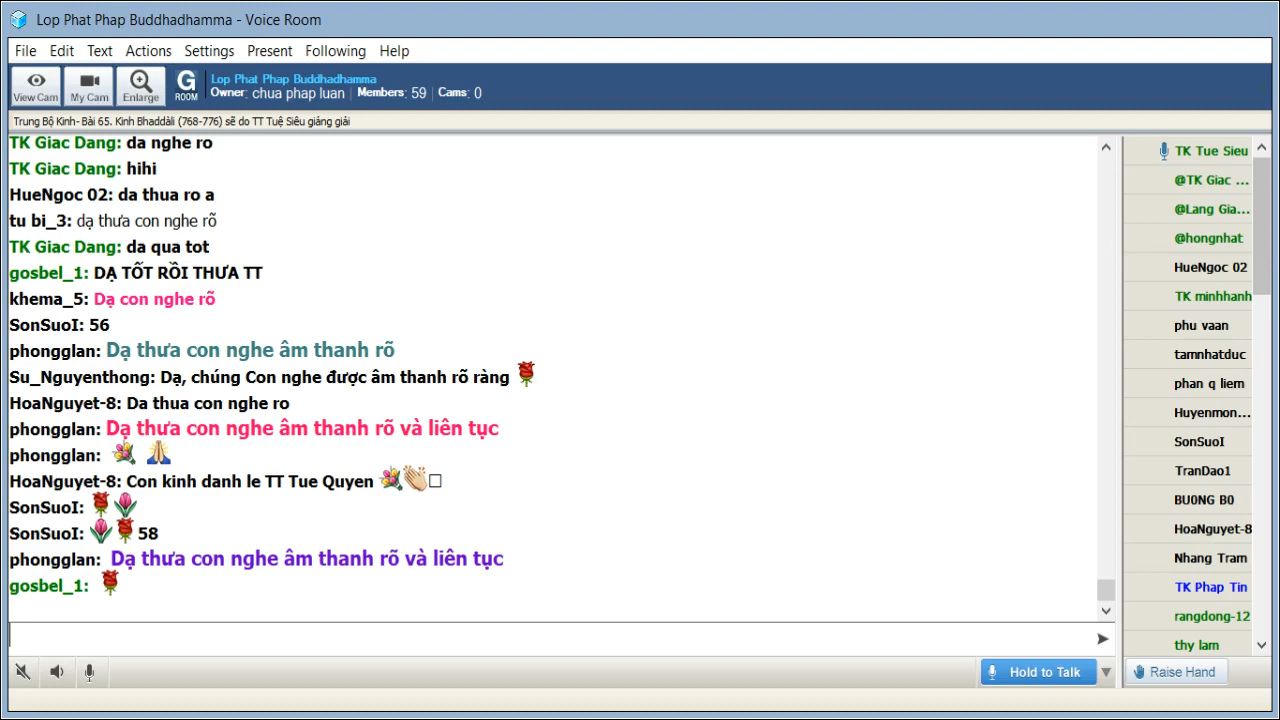 Lop Phat Phap Buddhadhamma - Voice Room
File Edit Text Actions Settings Present Following Help
View Cam My Cam Enlarge G ROOM
Lop Phat Phap Buddhadhamma
Owner: chua phap luan Members: 59 Cams: 0
Trung Bộ Kinh- Bài 65. Kinh Bhaddàli (768-776) sẽ do TT Tuệ Siêu giảng giải
TK Giac Dang: da nghe ro
TK Giac Dang: hihi
HueNgoc 02: da thua ro a
tu bi_3: dạ thưa con nghe rõ
TK Giac Dang: da qua tot
gosbel_1: DẠ TỐT RỒI THƯA TT
khema_5: Dạ con nghe rõ
SonSuoI: 56
phongglan: Dạ thưa con nghe âm thanh rõ
Su_Nguyenthong: Dạ, chúng Con nghe được âm thanh rõ ràng 🌹
HoaNguyet-8: Da thua con nghe ro
phongglan: Dạ thưa con nghe âm thanh rõ và liên tục
phongglan: 💐 🙏
HoaNguyet-8: Con kinh danh le TT Tue Quyen 💐👏□
SonSuoI: 🌹🌷
SonSuoI: 🌷🌹58
phongglan: Dạ thưa con nghe âm thanh rõ và liên tục
gosbel_1: 🌹
TK Tue Sieu
@TK Giac ...
@Lang Gia...
@hongnhat
HueNgoc 02
TK minhhanh
phu vaan
tamnhatduc
phan q liem
Huyenmon...
SonSuoI
TranDao1
BU0NG B0
HoaNguyet-8
Nhang Tram
TK Phap Tin
rangdong-12
thy lam
Hold to Talk
Raise Hand